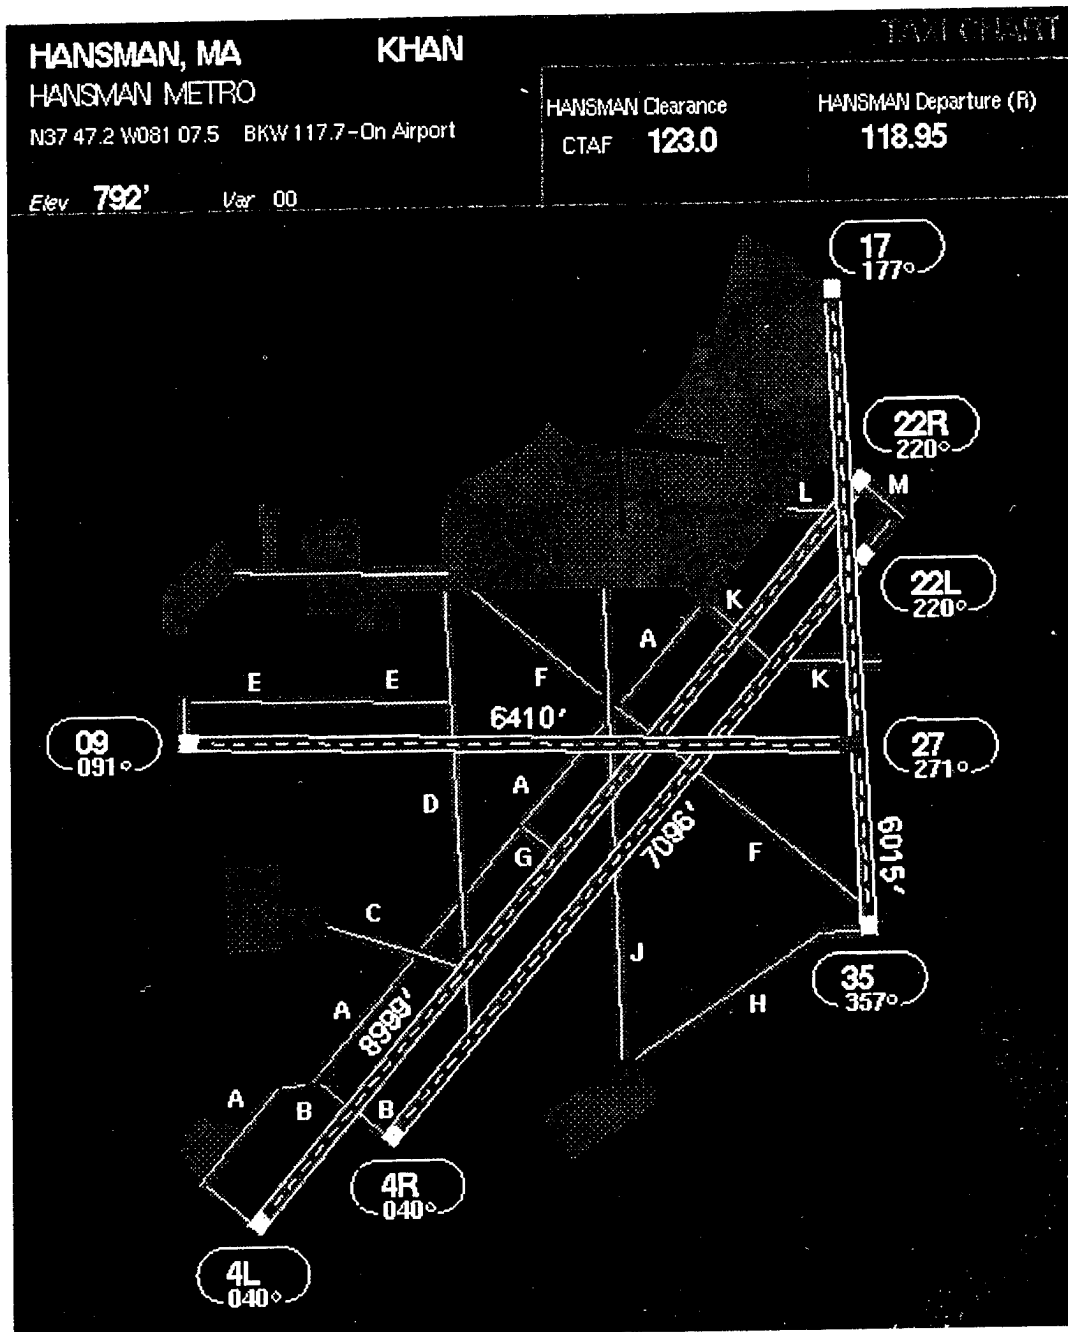 TAXI CHART
HANSMAN, MA KHAN
HANSMAN METRO
N37 47.2 W081 07.5 BKW 117.7-On Airport
Elev 792' Var 00
HANSMAN Clearance
CTAF 123.0
HANSMAN Departure (R)
118.95
17
177°
22R
220°
M
L
22L
220°
K
A
K
F
E E
6410'
09
091°
27
271°
A
D
7096'
6015'
G
F
C
J
35
357°
H
A
8999'
A
B
B
4R
040°
4L
040°